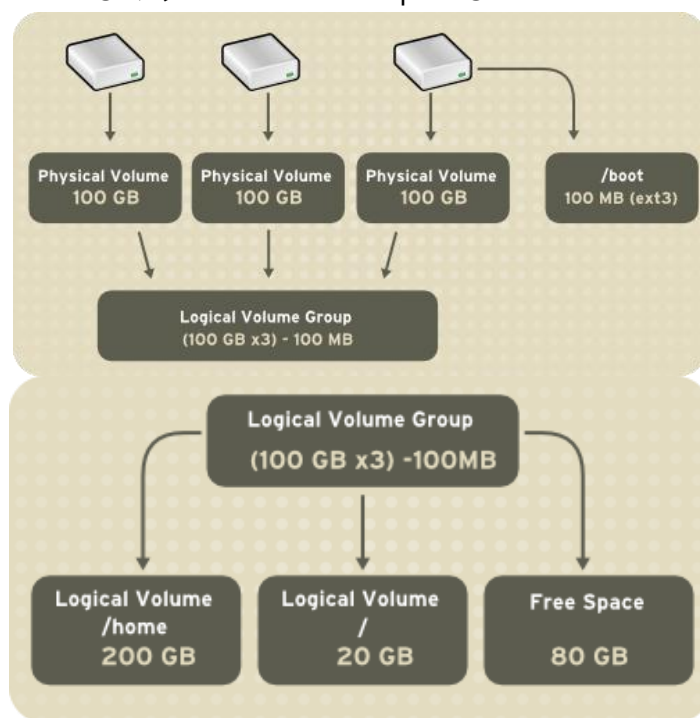 Physical Volume
100 GB
Physical Volume
100 GB
Physical Volume
100 GB
/boot
100 MB (ext3)
Logical Volume Group
(100 GB x3) - 100 MB
Logical Volume Group
(100 GB x3) -100MB
Logical Volume
/home
200 GB
Logical Volume
/
20 GB
Free Space
80 GB